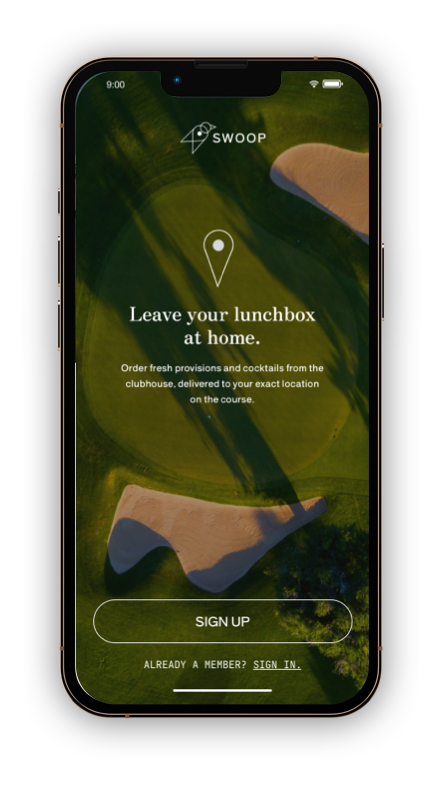 9:00
SWOOP
Leave your lunchbox
at home.
Order fresh provisions and cocktails from the
clubhouse, delivered to your exact location
on the course.
SIGN UP
ALREADY A MEMBER? SIGN IN.